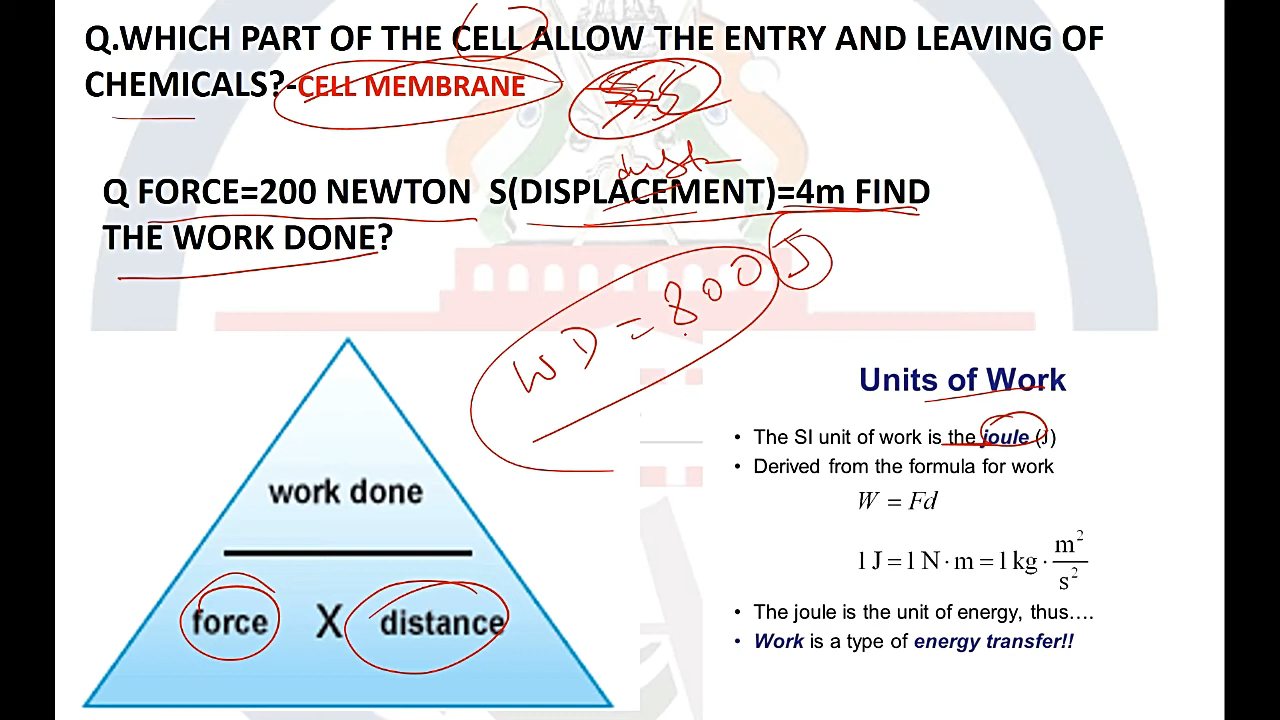 Q.WHICH PART OF THE CELL ALLOW THE ENTRY AND LEAVING OF
CHEMICALS?-CELL MEMBRANE
dist
Q FORCE=200 NEWTON S(DISPLACEMENT)=4m FIND
THE WORK DONE?
WD = 800 J
work done
force X distance
Units of Work
• The SI unit of work is the joule (J)
• Derived from the formula for work
W = Fd
1 J = 1 N · m = 1 kg · m²/s²
• The joule is the unit of energy, thus….
• Work is a type of energy transfer!!